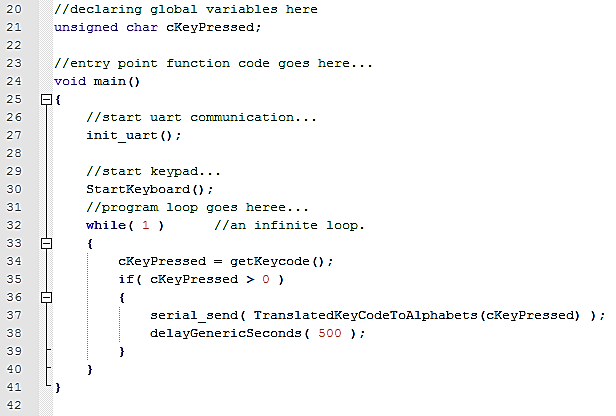 20 //declaring global variables here
21 unsigned char cKeyPressed;
22
23 //entry point function code goes here...
24 void main()
25 {
26 //start uart communication...
27 init_uart();
28
29 //start keypad...
30 StartKeyboard();
31 //program loop goes heree...
32 while( 1 ) //an infinite loop.
33 {
34 cKeyPressed = getKeycode();
35 if( cKeyPressed > 0 )
36 {
37 serial_send( TranslatedKeyCodeToAlphabets(cKeyPressed) );
38 delayGenericSeconds( 500 );
39 }
40 }
41 }
42